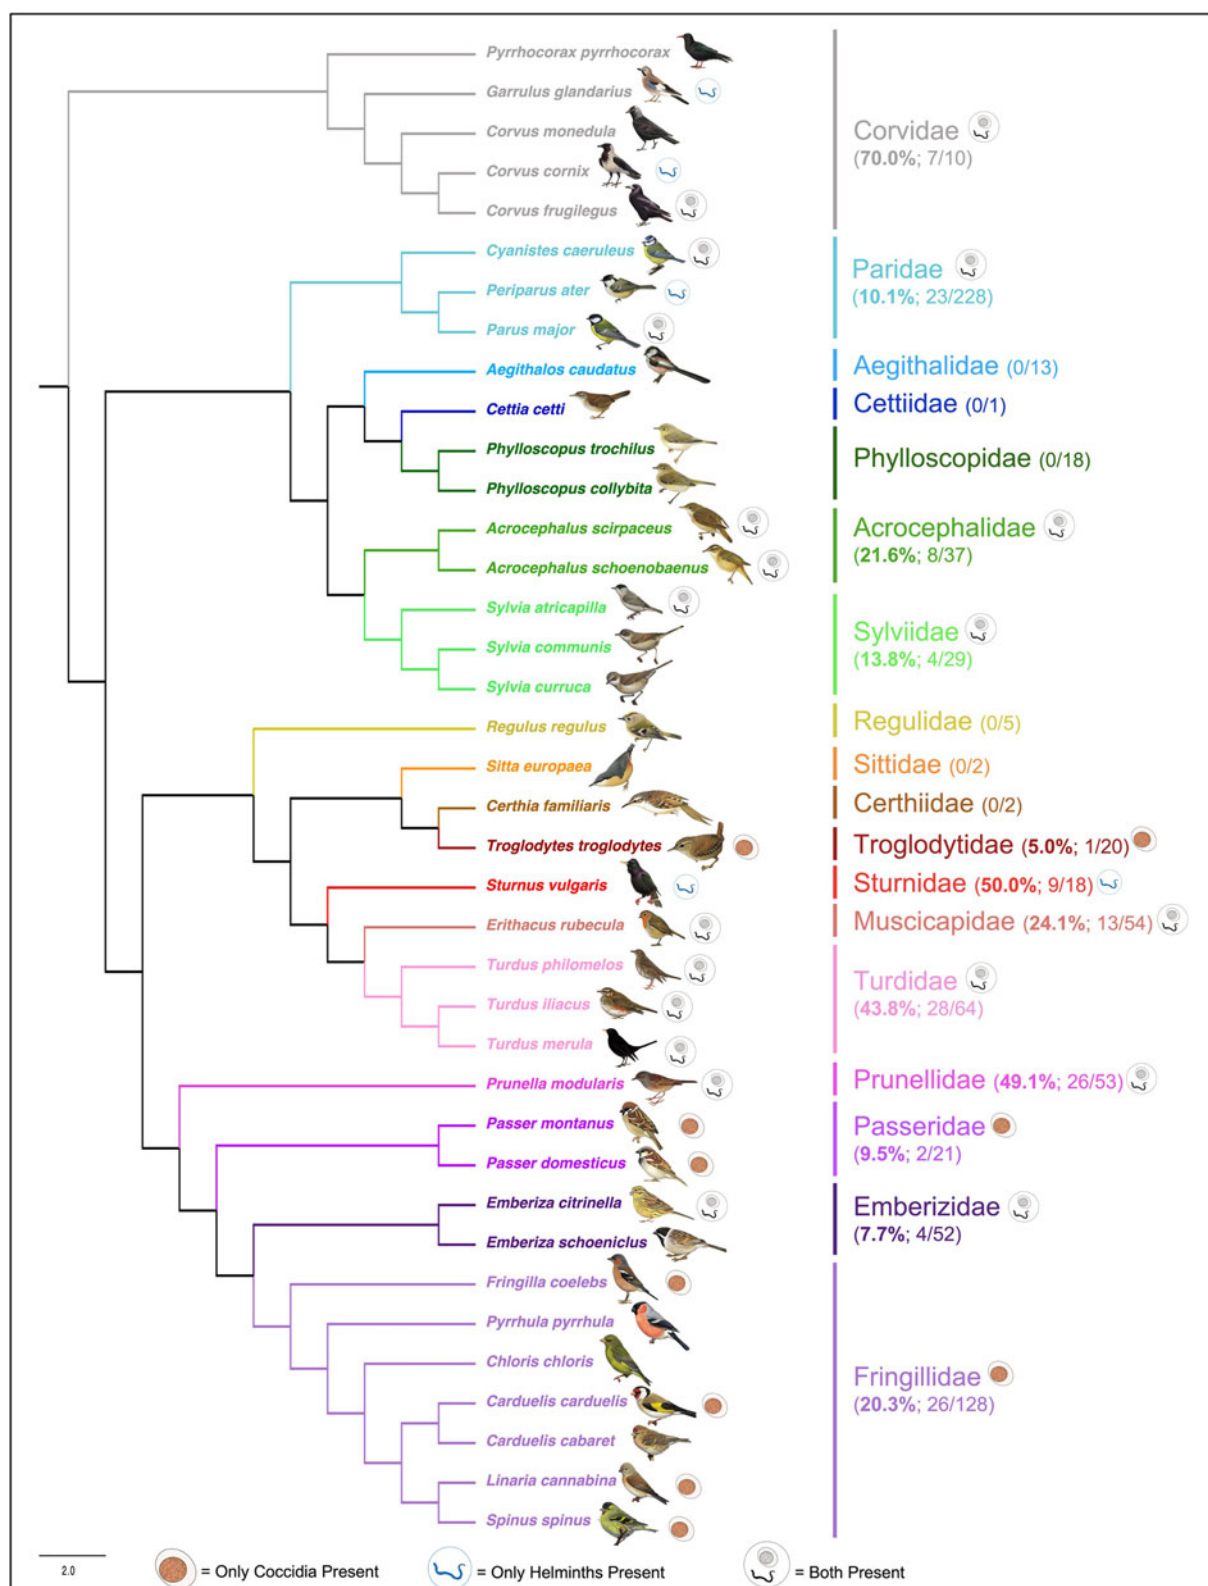 Pyrrhocorax pyrrhocorax
Garrulus glandarius
Corvus monedula
Corvus cornix
Corvus frugilegus
Corvidae
(70.0%; 7/10)
Cyanistes caeruleus
Periparus ater
Parus major
Paridae
(10.1%; 23/228)
Aegithalos caudatus
Aegithalidae (0/13)
Cettia cetti
Cettiidae (0/1)
Phylloscopus trochilus
Phylloscopus collybita
Phylloscopidae (0/18)
Acrocephalus scirpaceus
Acrocephalus schoenobaenus
Acrocephalidae
(21.6%; 8/37)
Sylvia atricapilla
Sylvia communis
Sylvia curruca
Sylviidae
(13.8%; 4/29)
Regulus regulus
Regulidae (0/5)
Sitta europaea
Sittidae (0/2)
Certhia familiaris
Certhiidae (0/2)
Troglodytes troglodytes
Troglodytidae (5.0%; 1/20)
Sturnus vulgaris
Sturnidae (50.0%; 9/18)
Erithacus rubecula
Muscicapidae (24.1%; 13/54)
Turdus philomelos
Turdus iliacus
Turdus merula
Turdidae
(43.8%; 28/64)
Prunella modularis
Prunellidae (49.1%; 26/53)
Passer montanus
Passer domesticus
Passeridae
(9.5%; 2/21)
Emberiza citrinella
Emberiza schoeniclus
Emberizidae
(7.7%; 4/52)
Fringilla coelebs
Pyrrhula pyrrhula
Chloris chloris
Carduelis carduelis
Carduelis cabaret
Linaria cannabina
Spinus spinus
Fringillidae
(20.3%; 26/128)
2.0
= Only Coccidia Present
= Only Helminths Present
= Both Present